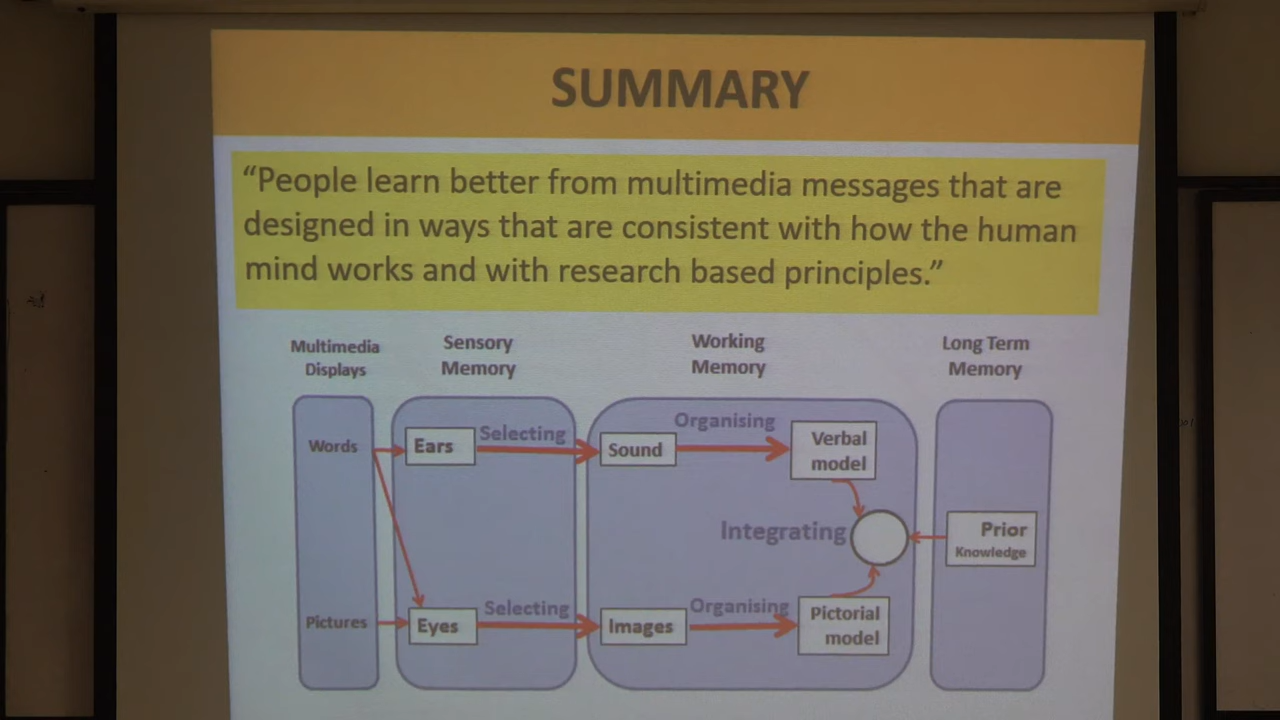 SUMMARY
“People learn better from multimedia messages that are
designed in ways that are consistent with how the human
mind works and with research based principles.”
Multimedia
Displays
Sensory
Memory
Working
Memory
Long Term
Memory
Words
Ears
Selecting
Sound
Organising
Verbal
model
Integrating
Prior
Knowledge
Pictures
Eyes
Selecting
Images
Organising
Pictorial
model